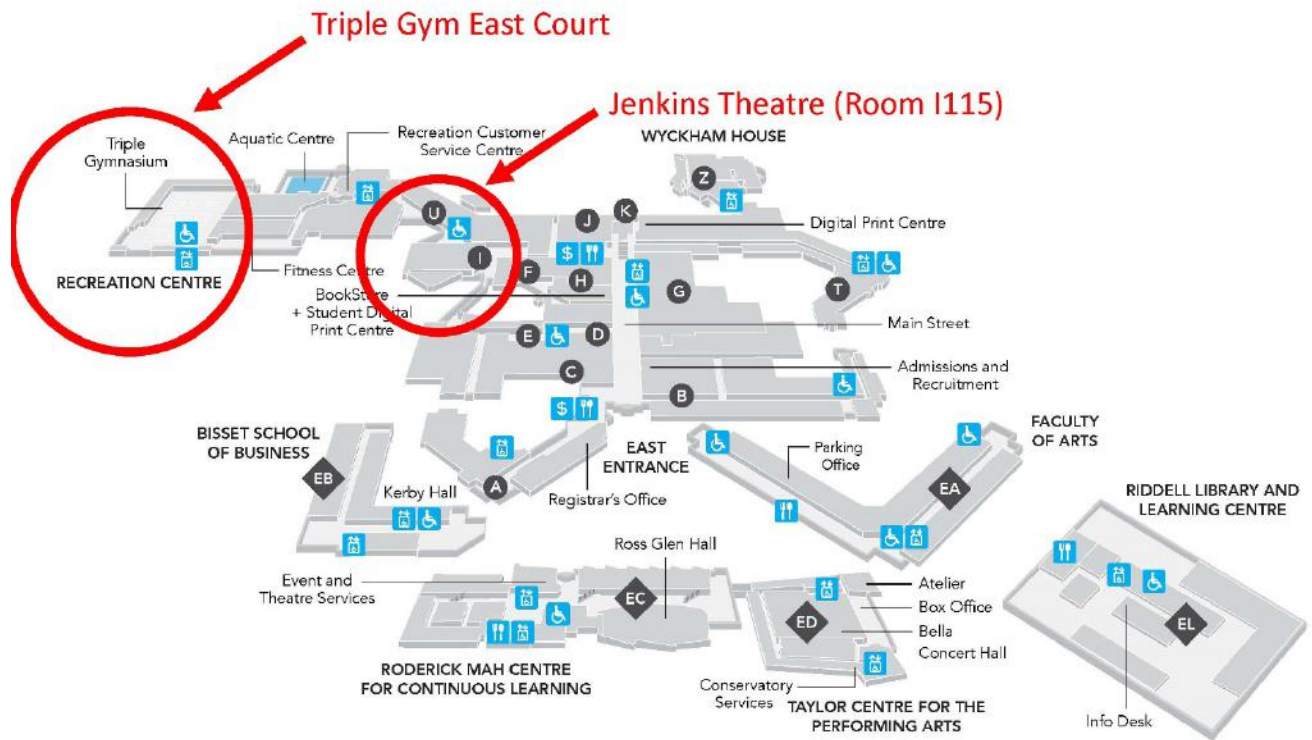 Triple Gym East Court
Jenkins Theatre (Room I115)
WYCKHAM HOUSE
Triple
Gymnasium
Aquatic Centre
Recreation Customer
Service Centre
Z
U
J
K
Digital Print Centre
I
$
F
H
G
T
RECREATION CENTRE
Fitness Centre
BookStore
+ Student Digital
Print Centre
E
D
Main Street
C
B
Admissions and
Recruitment
$
BISSET SCHOOL
OF BUSINESS
EB
Kerby Hall
A
EAST
ENTRANCE
Registrar's Office
Parking
Office
FACULTY
OF ARTS
EA
RIDDELL LIBRARY AND
LEARNING CENTRE
Ross Glen Hall
Event and
Theatre Services
EC
ED
Atelier
Box Office
Bella
Concert Hall
EL
RODERICK MAH CENTRE
FOR CONTINUOUS LEARNING
Conservatory
Services
TAYLOR CENTRE FOR THE
PERFORMING ARTS
Info Desk